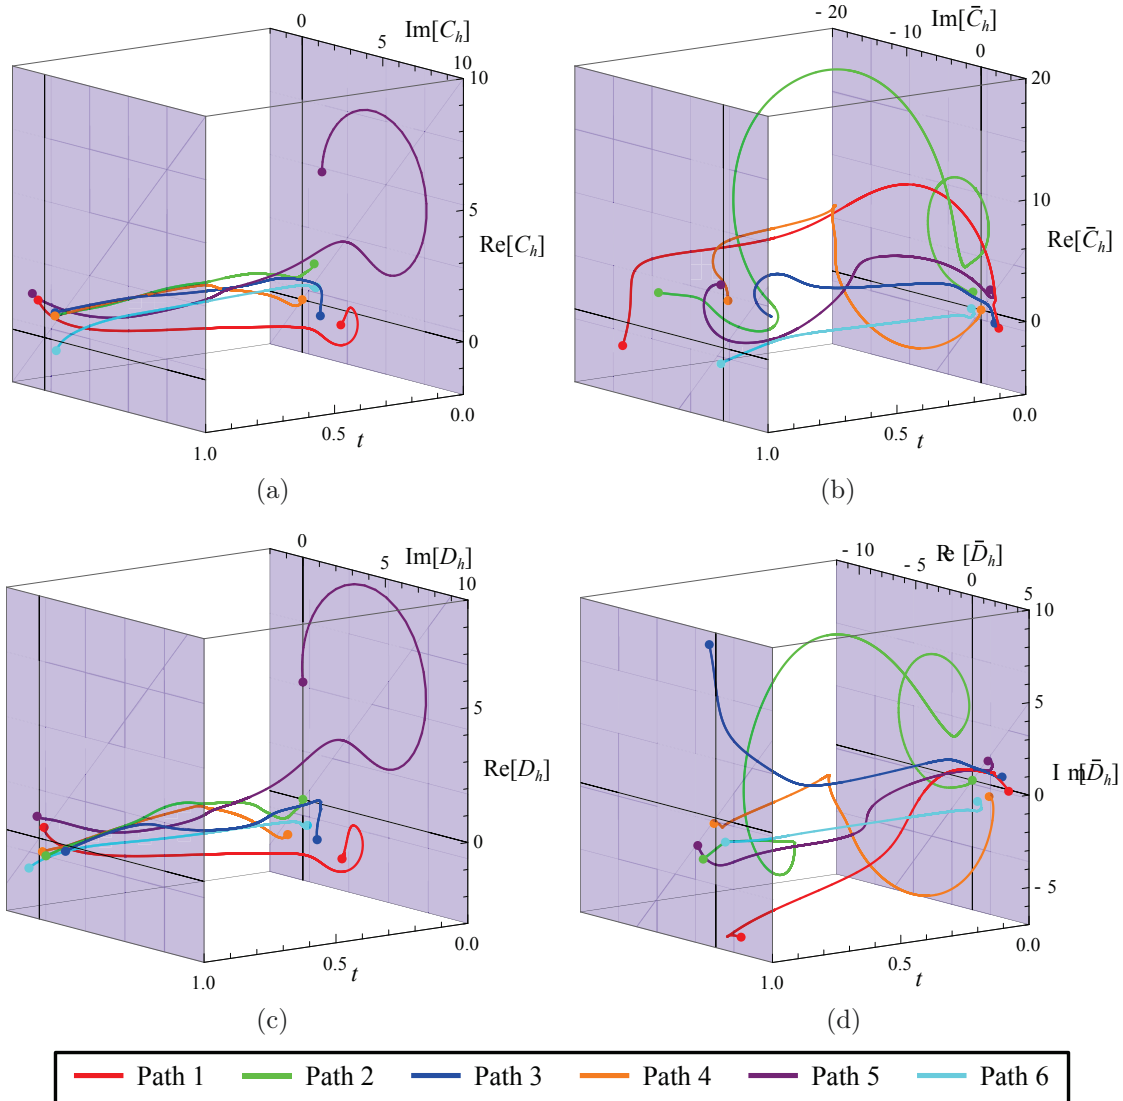 0
Im[C_h]
5
10
10
5
Re[C_h]
0
0.0
0.5
t
1.0
(a)
- 20
Im[C̄_h]
- 10
0
20
10
Re[C̄_h]
0
0.0
0.5
t
1.0
(b)
0
Im[D_h]
5
10
10
5
Re[D_h]
0
0.0
0.5
t
1.0
(c)
- 10
Re [D̄_h]
- 5
0
5
10
5
I m[D̄_h]
0
- 5
0.0
0.5
t
1.0
(d)
Path 1 Path 2 Path 3 Path 4 Path 5 Path 6